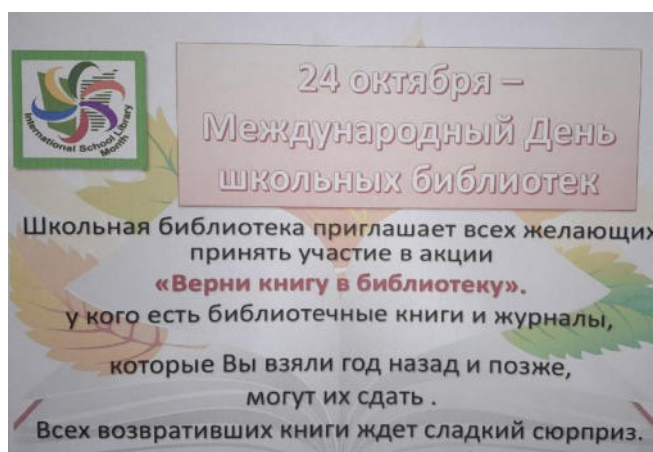 International School Library Month
24 октября –
Международный День
школьных библиотек
Школьная библиотека приглашает всех желающих
принять участие в акции
«Верни книгу в библиотеку».
у кого есть библиотечные книги и журналы,
которые Вы взяли год назад и позже,
могут их сдать .
Всех возвративших книги ждет сладкий сюрприз.